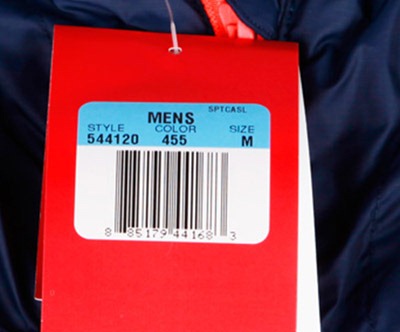 SPTCASL
MENS
STYLE COLOR SIZE
544120 455 M
8 85179 44168 3